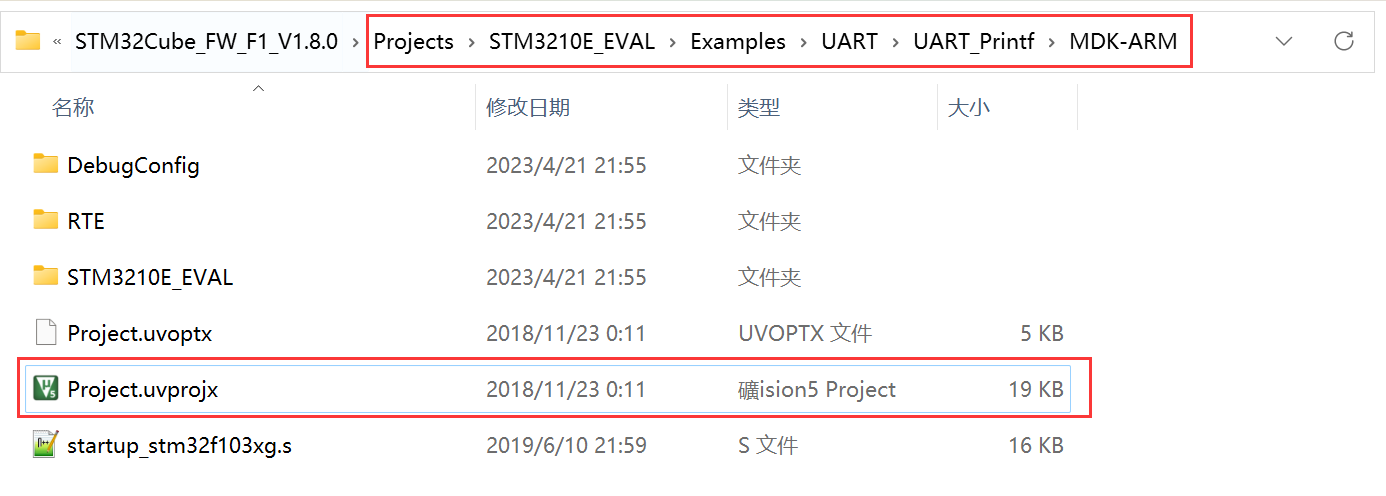 « STM32Cube_FW_F1_V1.8.0 › Projects › STM3210E_EVAL › Examples › UART › UART_Printf › MDK-ARM
名称 修改日期 类型 大小
DebugConfig 2023/4/21 21:55 文件夹
RTE 2023/4/21 21:55 文件夹
STM3210E_EVAL 2023/4/21 21:55 文件夹
Project.uvoptx 2018/11/23 0:11 UVOPTX 文件 5 KB
Project.uvprojx 2018/11/23 0:11 礦ision5 Project 19 KB
startup_stm32f103xg.s 2019/6/10 21:59 S 文件 16 KB